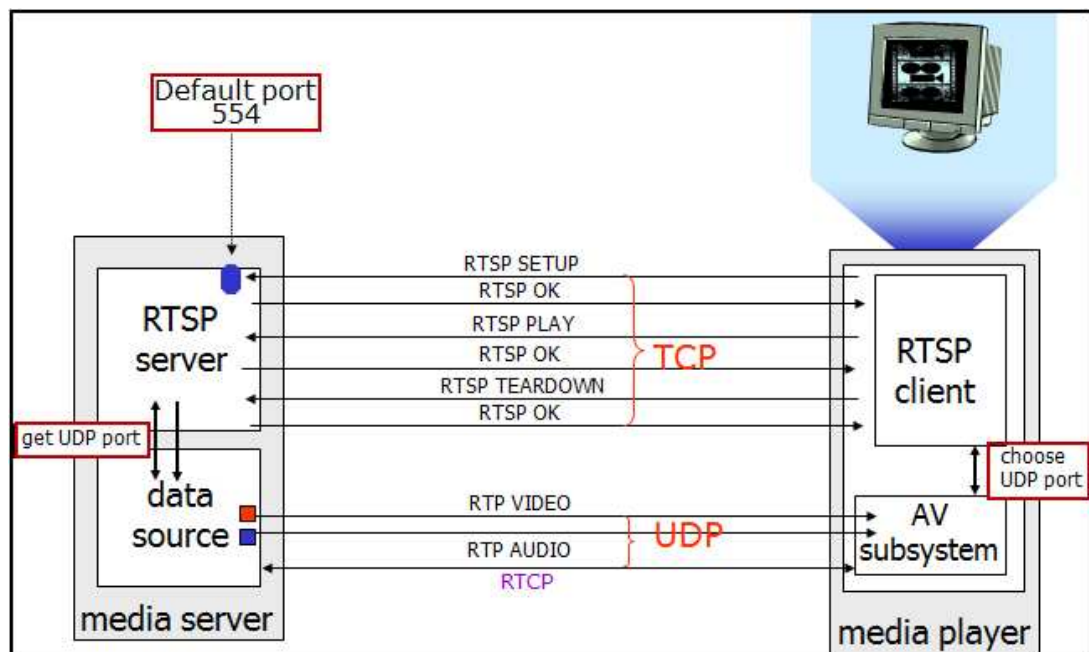 Default port
554
RTSP SETUP
RTSP OK
RTSP PLAY
RTSP OK
RTSP TEARDOWN
RTSP OK
TCP
RTSP
server
RTSP
client
get UDP port
choose
UDP port
data
source
RTP VIDEO
RTP AUDIO
RTCP
UDP
AV
subsystem
media server
media player